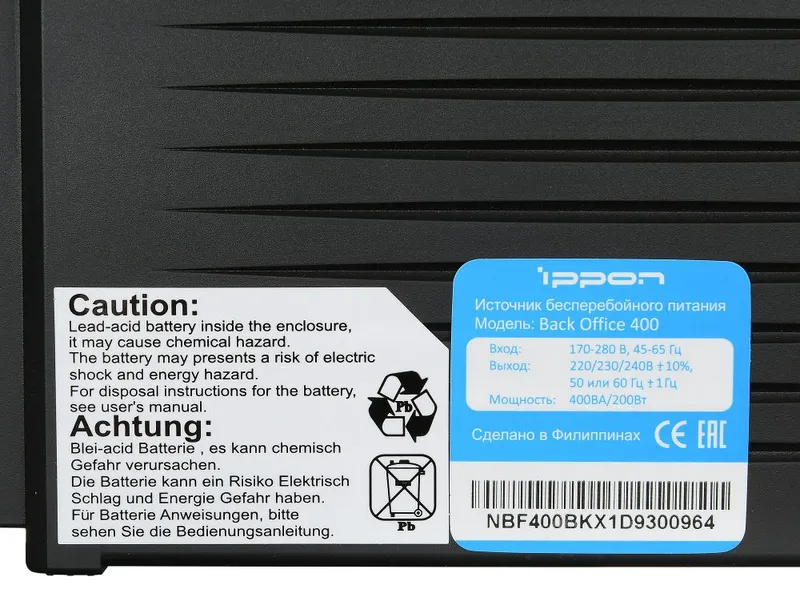 Caution:
Lead-acid battery inside the enclosure,
it may cause chemical hazard.
The battery may presents a risk of electric
shock and energy hazard.
For disposal instructions for the battery,
see user's manual.
Pb
Achtung:
Blei-acid Batterie , es kann chemisch
Gefahr verursachen.
Die Batterie kann ein Risiko Elektrisch
Schlag und Energie Gefahr haben.
Für Batterie Anweisungen, bitte
sehen Sie die Bedienungsanleitung.
Pb
ippon
Источник бесперебойного питания
Модель: Back Office 400
Вход: 170-280 В, 45-65 Гц
Выход: 220/230/240В ±10%,
50 или 60 Гц ±1Гц
Мощность: 400ВА/200Вт
Сделано в Филиппинах CE EAC
NBF400BKX1D9300964